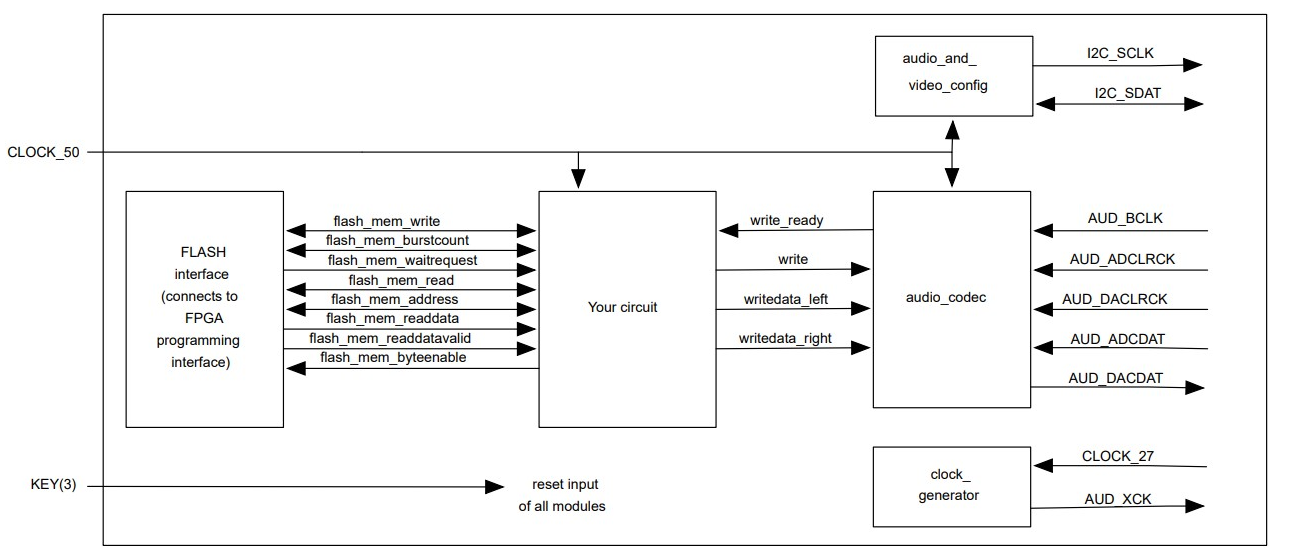 audio_and_
video_config
I2C_SCLK
I2C_SDAT
CLOCK_50
FLASH
interface
(connects to
FPGA
programming
interface)
flash_mem_write
flash_mem_burstcount
flash_mem_waitrequest
flash_mem_read
flash_mem_address
flash_mem_readdata
flash_mem_readdatavalid
flash_mem_byteenable
Your circuit
write_ready
write
writedata_left
writedata_right
audio_codec
AUD_BCLK
AUD_ADCLRCK
AUD_DACLRCK
AUD_ADCDAT
AUD_DACDAT
KEY(3)
reset input
of all modules
clock_
generator
CLOCK_27
AUD_XCK